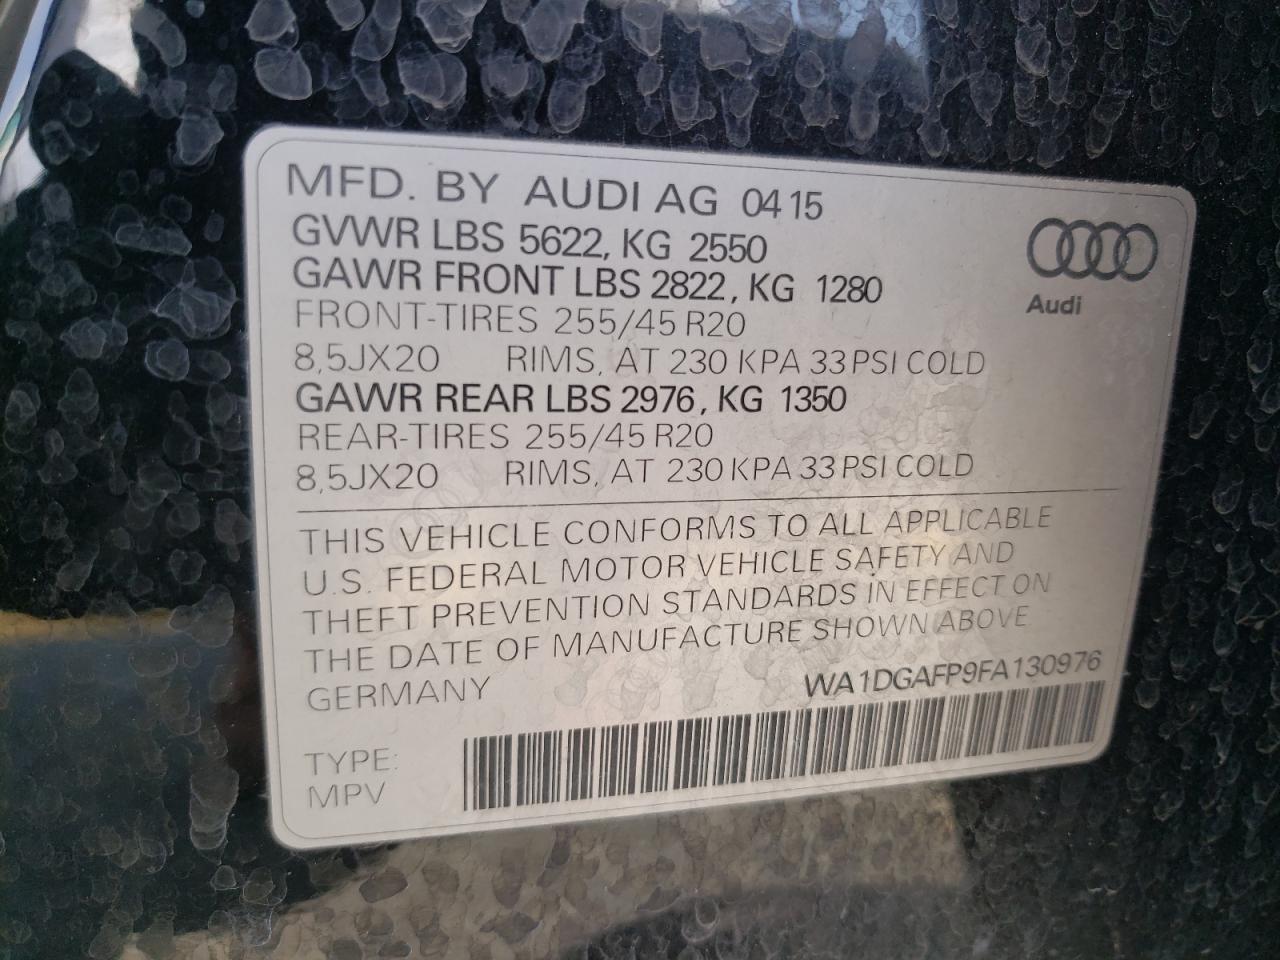 MFD. BY AUDI AG 04 15
GVWR LBS 5622, KG 2550
GAWR FRONT LBS 2822, KG 1280
FRONT-TIRES 255/45 R20
8,5JX20 RIMS, AT 230 KPA 33 PSI COLD
GAWR REAR LBS 2976, KG 1350
REAR-TIRES 255/45 R20
8,5JX20 RIMS, AT 230 KPA 33 PSI COLD
Audi
THIS VEHICLE CONFORMS TO ALL APPLICABLE
U.S. FEDERAL MOTOR VEHICLE SAFETY AND
THEFT PREVENTION STANDARDS IN EFFECT ON
THE DATE OF MANUFACTURE SHOWN ABOVE
GERMANY WA1DGAFP9FA130976
TYPE:
MPV